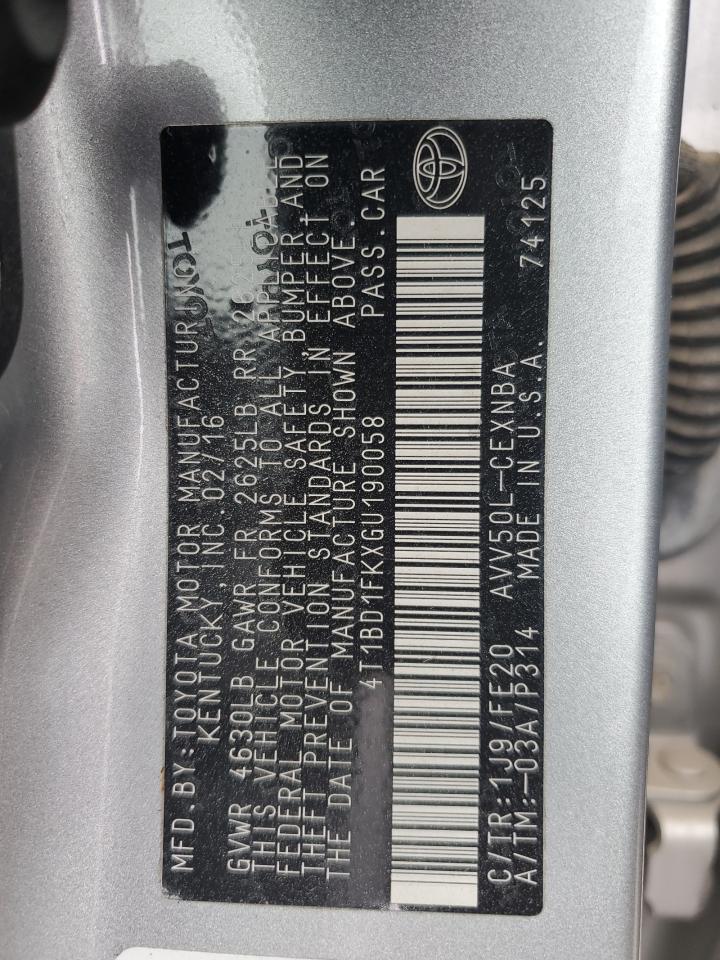 MFD.BY:TOYOTA MOTOR MANUFACTURING
KENTUCKY, INC. 02/16
GVWR 4630LB GAWR FR 2625LB RR
THIS VEHICLE CONFORMS TO ALL
FEDERAL MOTOR VEHICLE SAFETY, BUMPER AND
THEFT PREVENTION STANDARDS IN EFFECT ON
THE DATE OF MANUFACTURE SHOWN ABOVE
4T1BD1FKXGU190058 PASS.CAR
C/TR:1J9/FE20 AVV50L-CEXNBA
A/TM:-03A/P314 MADE IN U.S.A. 74125